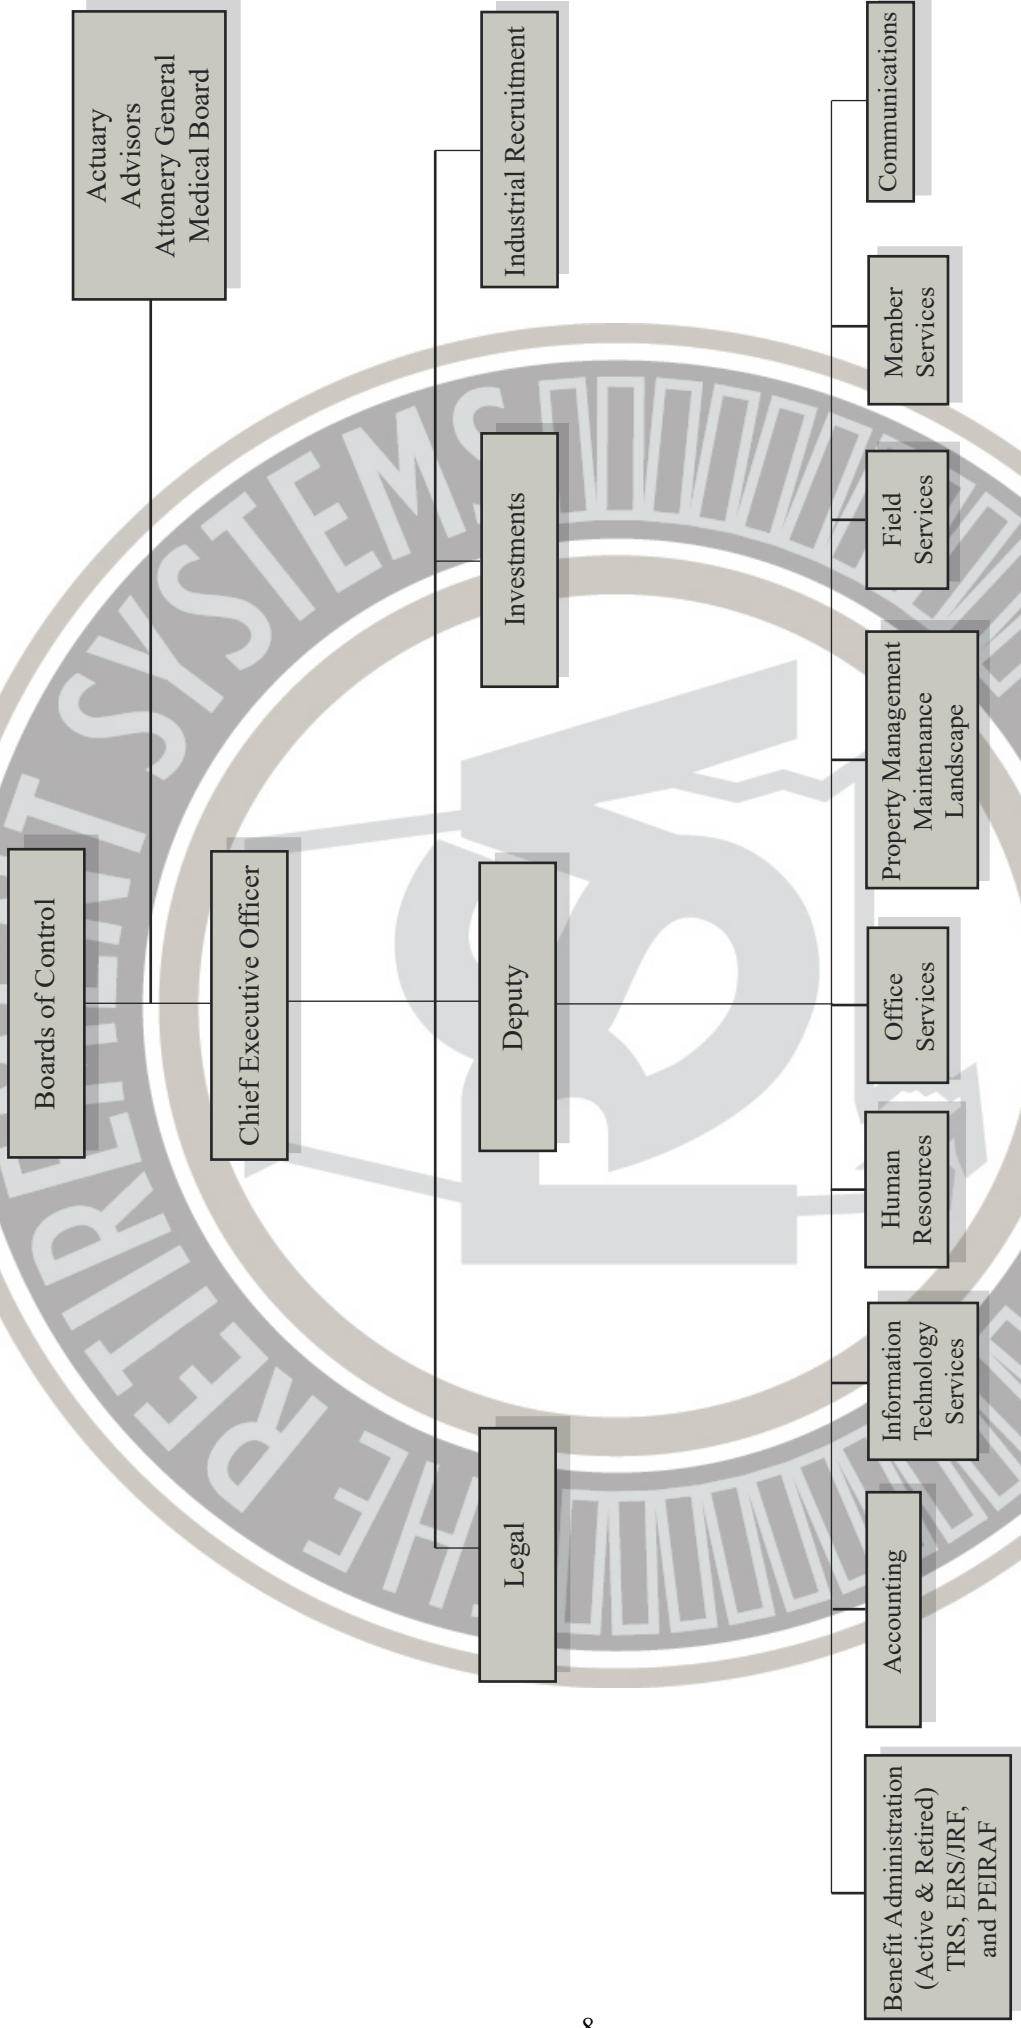 Boards of Control
Actuary
Advisors
Attonery General
Medical Board
Chief Executive Officer
Legal
Deputy
Investments
Industrial Recruitment
Benefit Administration
(Active & Retired)
TRS, ERS/JRF,
and PEIRAF
Accounting
Information
Technology
Services
Human
Resources
Office
Services
Property Management
Maintenance
Landscape
Field
Services
Member
Services
Communications
THE RETIREMENT SYSTEMS
RSA
8